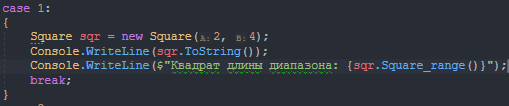 case 1:
{
Square sqr = new Square(A: 2, B: 4);
Console.WriteLine(sqr.ToString());
Console.WriteLine($"Квадрат длины диапазона: {sqr.Square_range()}");
break;
}